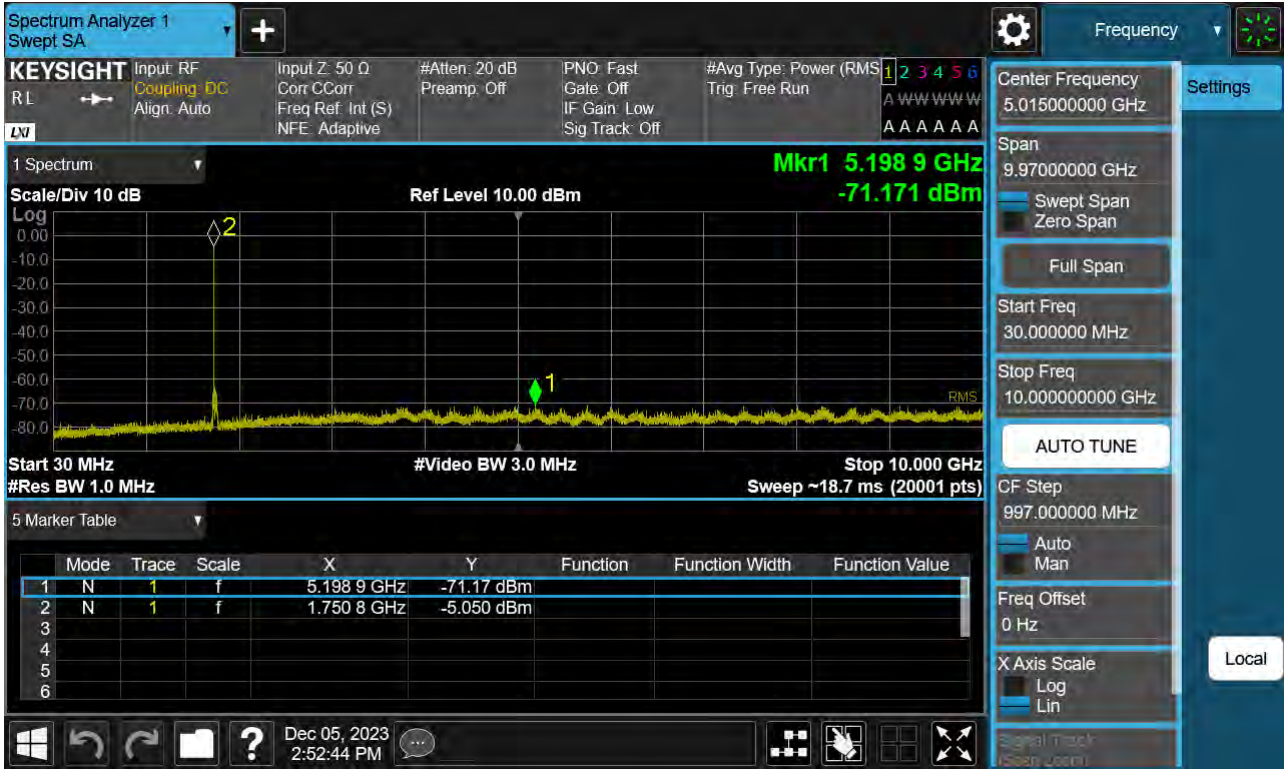 Spectrum Analyzer 1
Swept SA
+
Frequency
KEYSIGHT
RL
LXI
Input: RF
Coupling: DC
Align: Auto
Input Z: 50 Ω
Corr CCorr
Freq Ref: Int (S)
NFE: Adaptive
#Atten: 20 dB
Preamp: Off
PNO: Fast
Gate: Off
IF Gain: Low
Sig Track: Off
#Avg Type: Power (RMS
Trig: Free Run
1 2 3 4 5 6
A W W W W W
A A A A A A
1 Spectrum
Scale/Div 10 dB
Log
Ref Level 10.00 dBm
Mkr1 5.198 9 GHz
-71.171 dBm
0.00
-10.0
-20.0
-30.0
-40.0
-50.0
-60.0
-70.0
-80.0
2
1
RMS
Start 30 MHz
#Res BW 1.0 MHz
#Video BW 3.0 MHz
Stop 10.000 GHz
Sweep ~18.7 ms (20001 pts)
5 Marker Table
Mode Trace Scale X Y Function Function Width Function Value
1 N 1 f 5.198 9 GHz -71.17 dBm
2 N 1 f 1.750 8 GHz -5.050 dBm
3
4
5
6
Center Frequency
5.015000000 GHz
Span
9.97000000 GHz
Swept Span
Zero Span
Full Span
Start Freq
30.000000 MHz
Stop Freq
10.000000000 GHz
AUTO TUNE
CF Step
997.000000 MHz
Auto
Man
Freq Offset
0 Hz
X Axis Scale
Log
Lin
Signal Track
(Span Zoom)
Settings
Local
?
Dec 05, 2023
2:52:44 PM